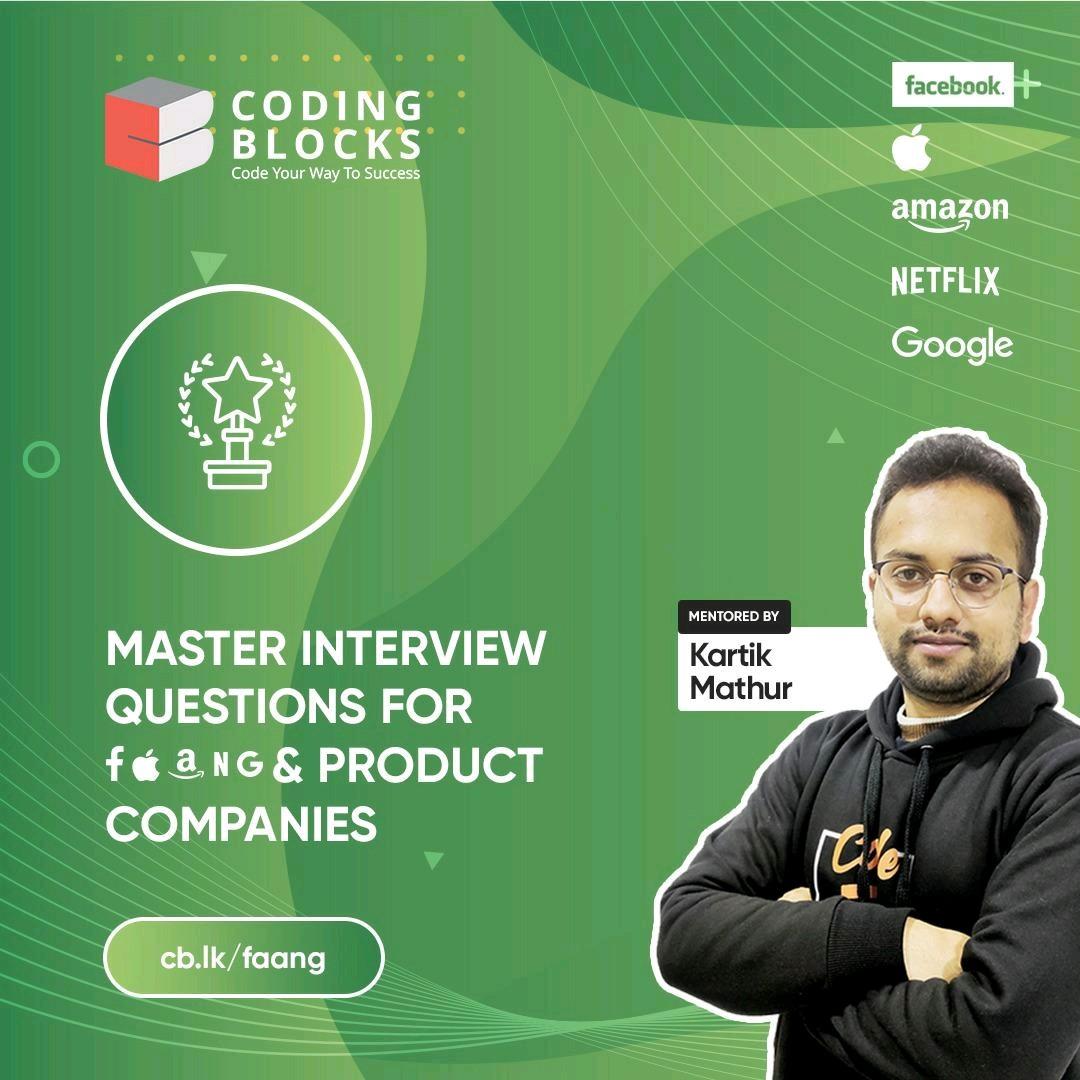 CODING
BLOCKS
Code Your Way To Success
facebook.
amazon
NETFLIX
Google
MENTORED BY
Kartik
Mathur
MASTER INTERVIEW
QUESTIONS FOR
f a N G & PRODUCT
COMPANIES
cb.lk/faang
Code